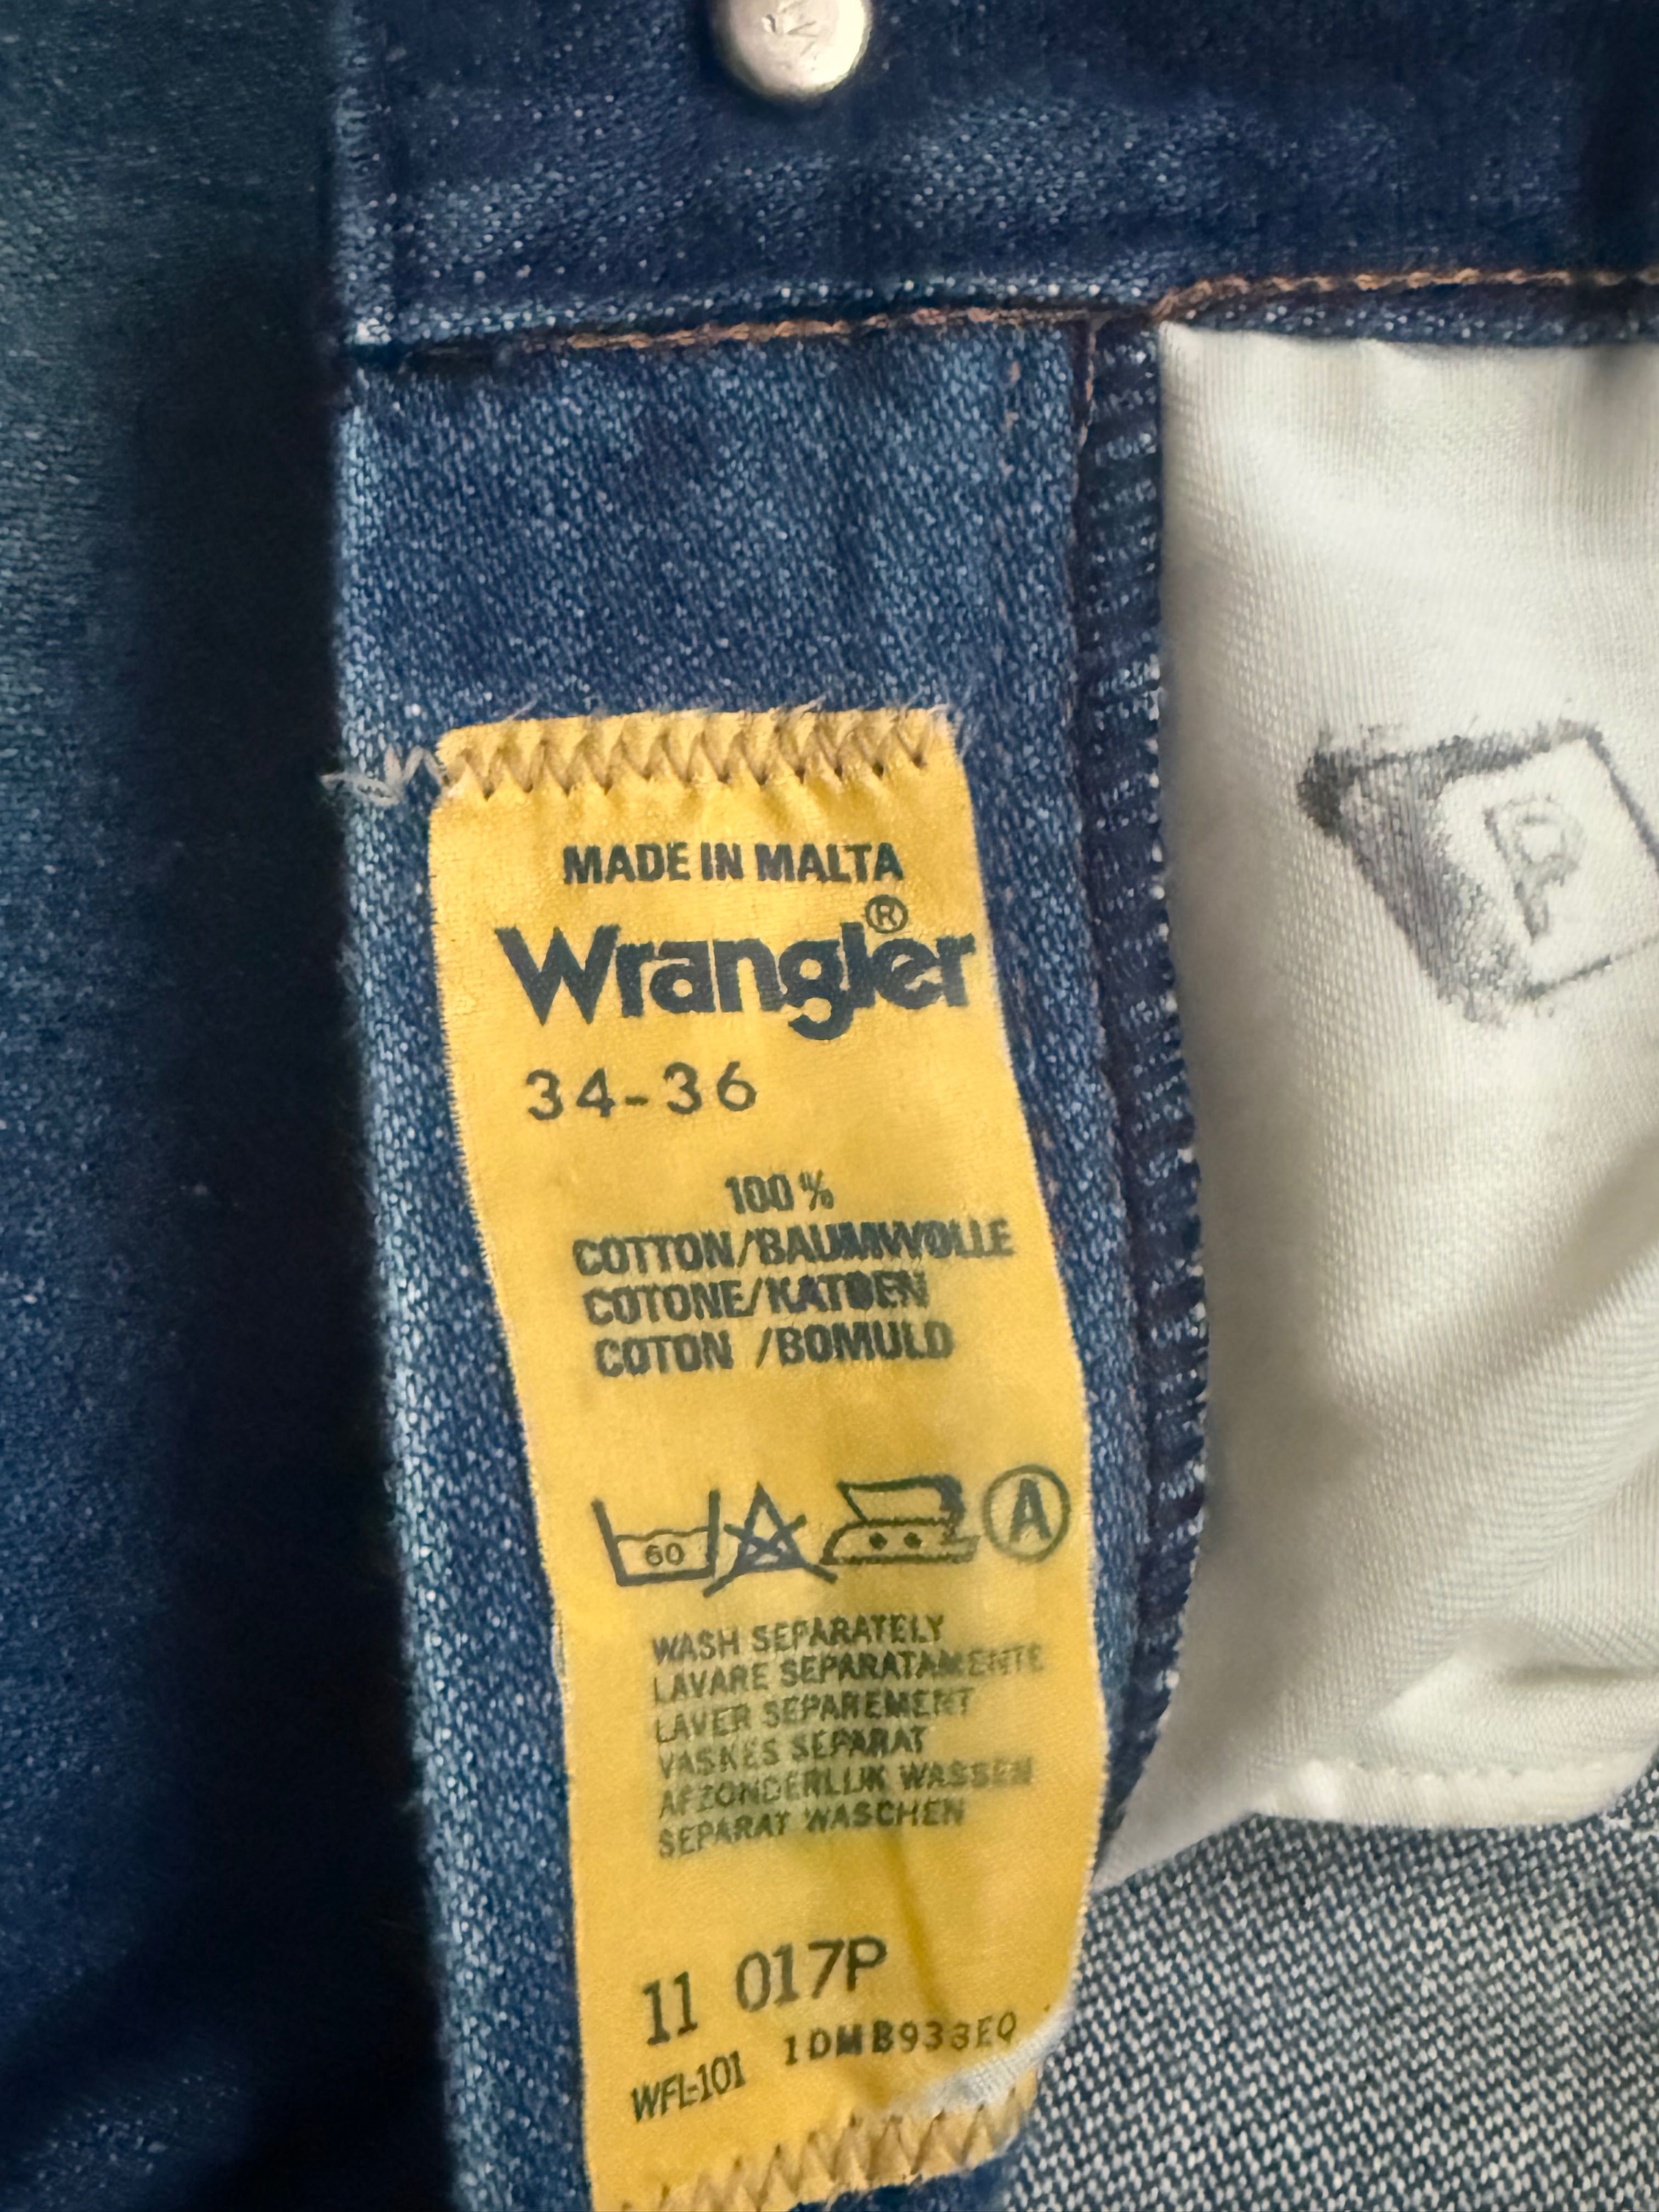 W
MADE IN MALTA
Wrangler®
34-36
100%
COTTON/BAUMWOLLE
COTONE/KATOEN
COTON /BOMULD
60
A
WASH SEPARATELY
LAVARE SEPARATAMENTE
LAVER SEPAREMENT
VASKES SEPARAT
AFZONDERLIJK WASSEN
SEPARAT WASCHEN
11 017P
WFL-101 1DMB933EQ